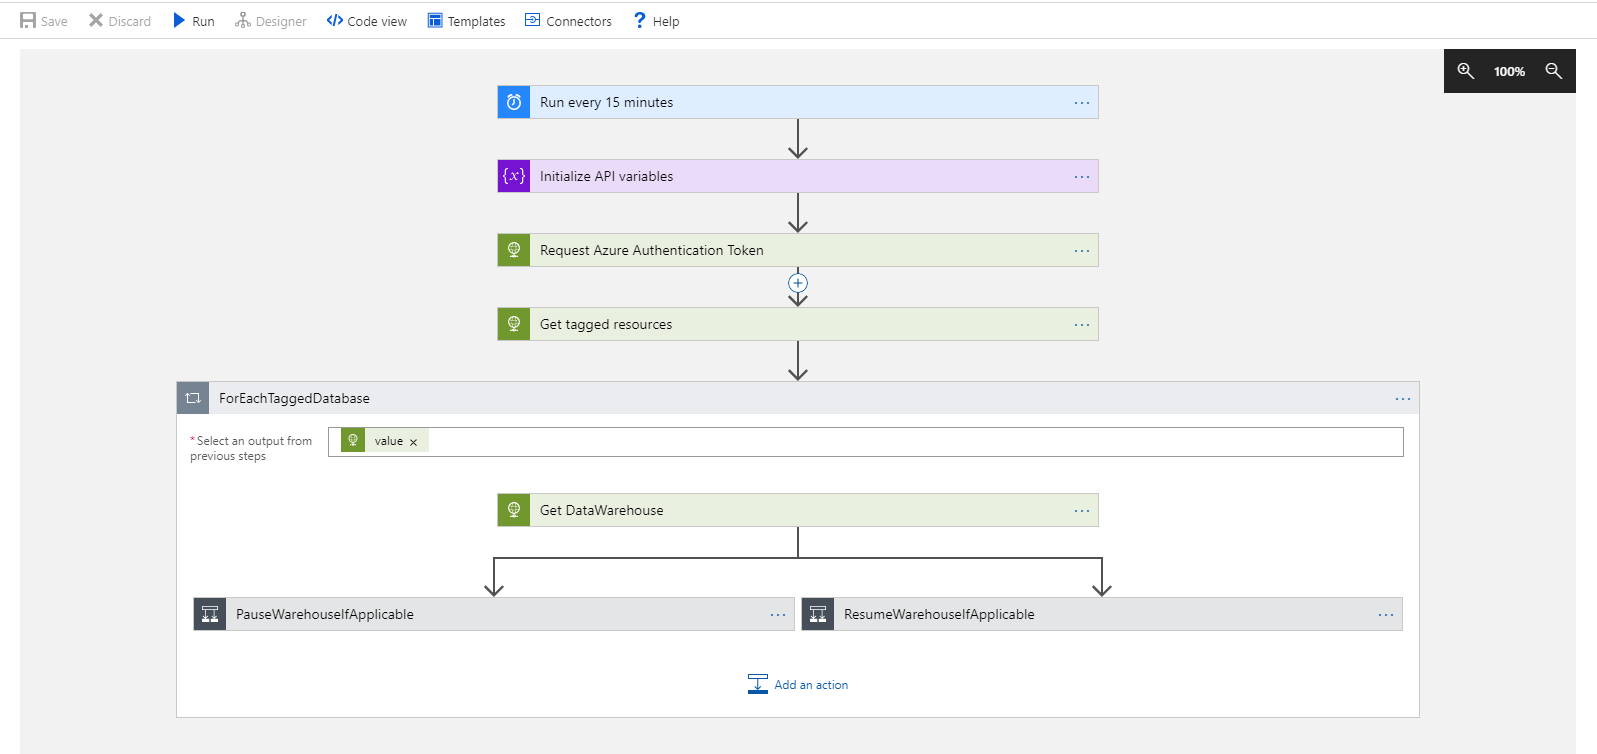 Save Discard Run Designer </> Code view Templates Connectors ? Help
100%
Run every 15 minutes ...
{x} Initialize API variables ...
Request Azure Authentication Token ...
+
Get tagged resources ...
ForEachTaggedDatabase ...
*Select an output from
previous steps
value ×
Get DataWarehouse ...
PauseWarehouseIfApplicable ... ResumeWarehouseIfApplicable ...
Add an action